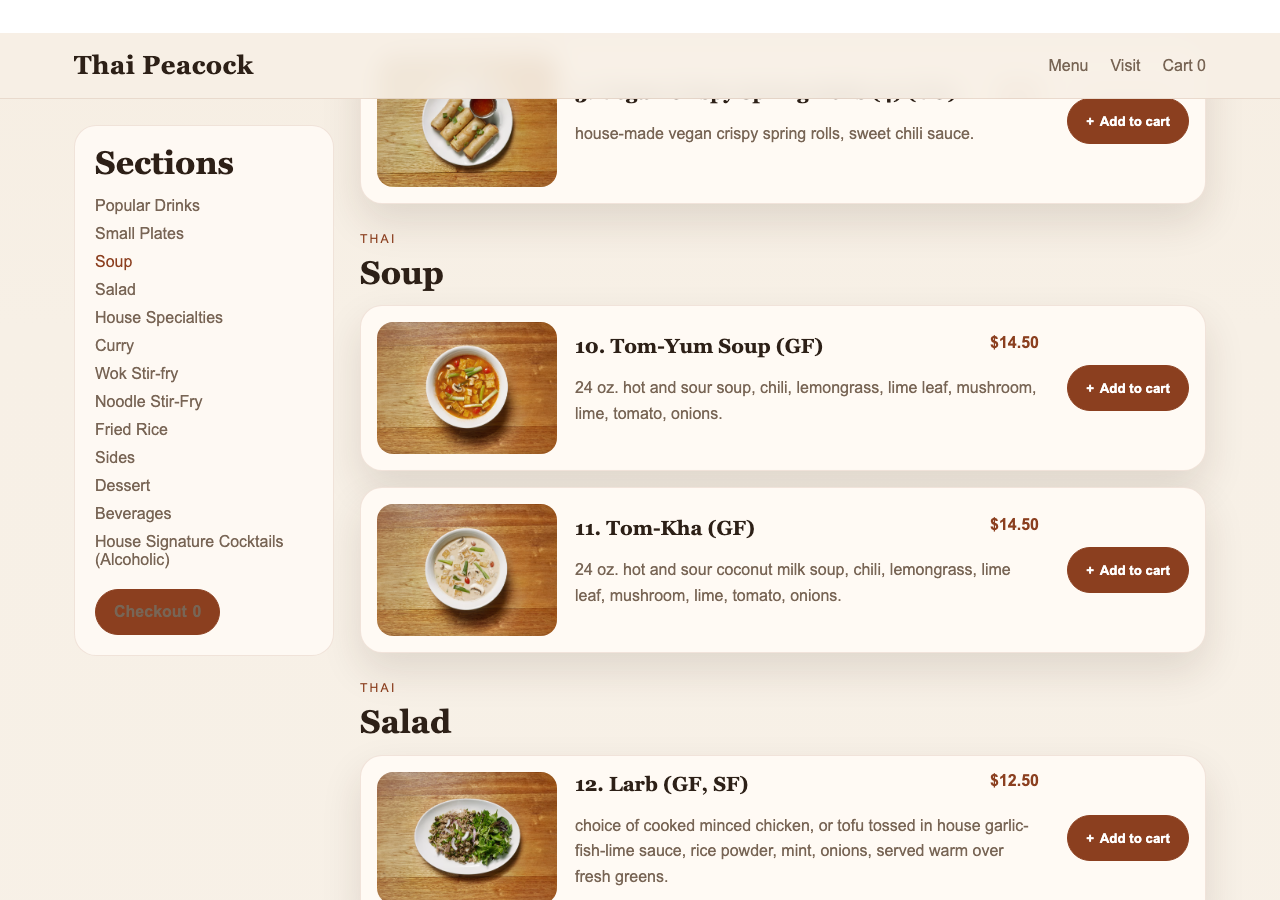 Thai Peacock
Menu
Visit
Cart 0
Sections
Popular Drinks
Small Plates
Soup
Salad
House Specialties
Curry
Wok Stir-fry
Noodle Stir-Fry
Fried Rice
Sides
Dessert
Beverages
House Signature Cocktails
(Alcoholic)
Checkout 0
house-made vegan crispy spring rolls, sweet chili sauce.
+ Add to cart
THAI
Soup
10. Tom-Yum Soup (GF)
$14.50
24 oz. hot and sour soup, chili, lemongrass, lime leaf, mushroom,
lime, tomato, onions.
+ Add to cart
11. Tom-Kha (GF)
$14.50
24 oz. hot and sour coconut milk soup, chili, lemongrass, lime
leaf, mushroom, lime, tomato, onions.
+ Add to cart
THAI
Salad
12. Larb (GF, SF)
$12.50
choice of cooked minced chicken, or tofu tossed in house garlic-
fish-lime sauce, rice powder, mint, onions, served warm over
fresh greens.
+ Add to cart